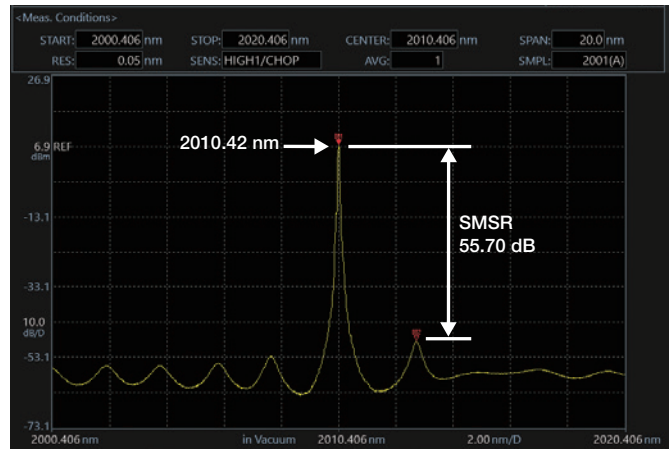 <Meas. Conditions>
START: 2000.406 nm STOP: 2020.406 nm CENTER: 2010.406 nm SPAN: 20.0 nm
RES: 0.05 nm SENS: HIGH1/CHOP AVG: 1 SMPL: 2001(A)
26.9
2010.42 nm
6.9 REF
dBm
-13.1
SMSR
55.70 dB
-33.1
10.0
dB/D
-53.1
-73.1
2000.406 nm in Vacuum 2010.406 nm 2.00 nm/D 2020.406 nm